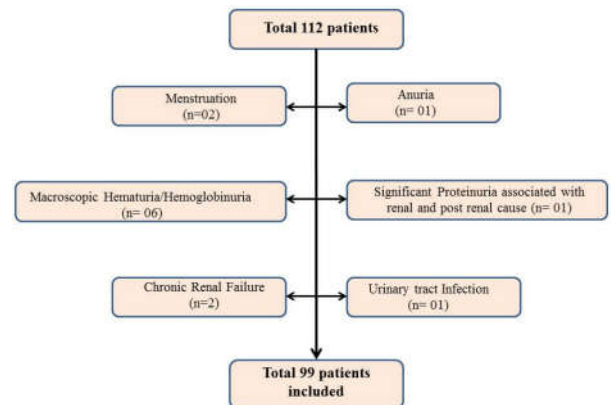 Total 112 patients
Menstruation
(n=02)
Anuria
(n= 01)
Macroscopic Hematuria/Hemoglobinuria
(n= 06)
Significant Proteinuria associated with
renal and post renal cause (n= 01)
Chronic Renal Failure
(n=2)
Urinary tract Infection
(n= 01)
Total 99 patients
included